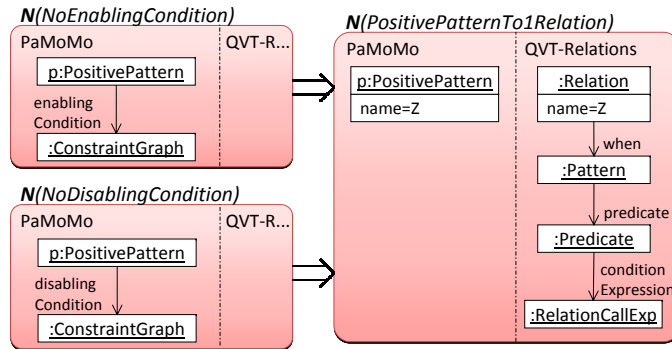 N(NoEnablingCondition)
PaMoMo
QVT-R...
p:PositivePattern
enabling
Condition
:ConstraintGraph
N(NoDisablingCondition)
PaMoMo
QVT-R...
p:PositivePattern
disabling
Condition
:ConstraintGraph
N(PositivePatternTo1Relation)
PaMoMo
QVT-Relations
p:PositivePattern
name=Z
:Relation
name=Z
when
:Pattern
predicate
:Predicate
condition
Expression
:RelationCallExp